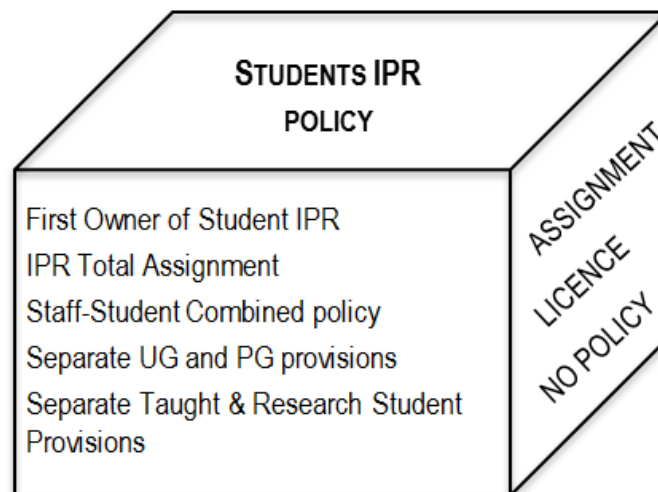 STUDENTS IPR
POLICY
First Owner of Student IPR
IPR Total Assignment
Staff-Student Combined policy
Separate UG and PG provisions
Separate Taught & Research Student
Provisions
ASSIGNMENT
LICENCE
NO POLICY